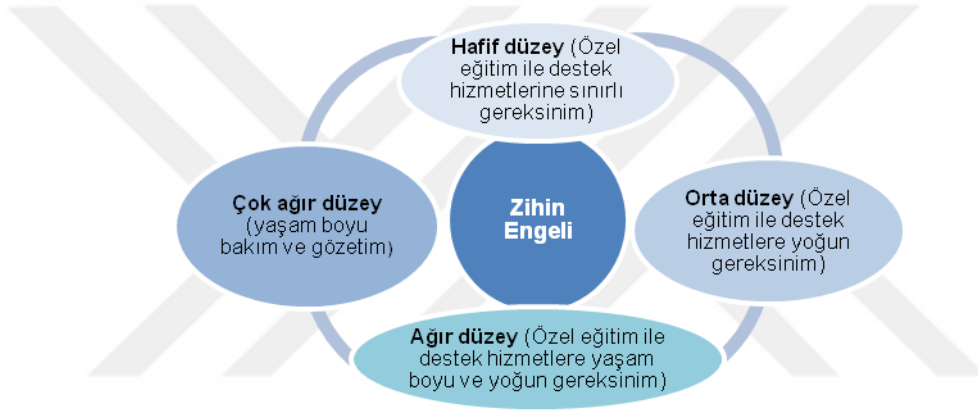 Hafif düzey (Özel
eğitim ile destek
hizmetlerine sınırlı
gereksinim)
Çok ağır düzey
(yaşam boyu
bakım ve gözetim)
Zihin
Engeli
Orta düzey (Özel
eğitim ile destek
hizmetlere yoğun
gereksinim)
Ağır düzey (Özel eğitim ile
destek hizmetlere yaşam
boyu ve yoğun gereksinim)